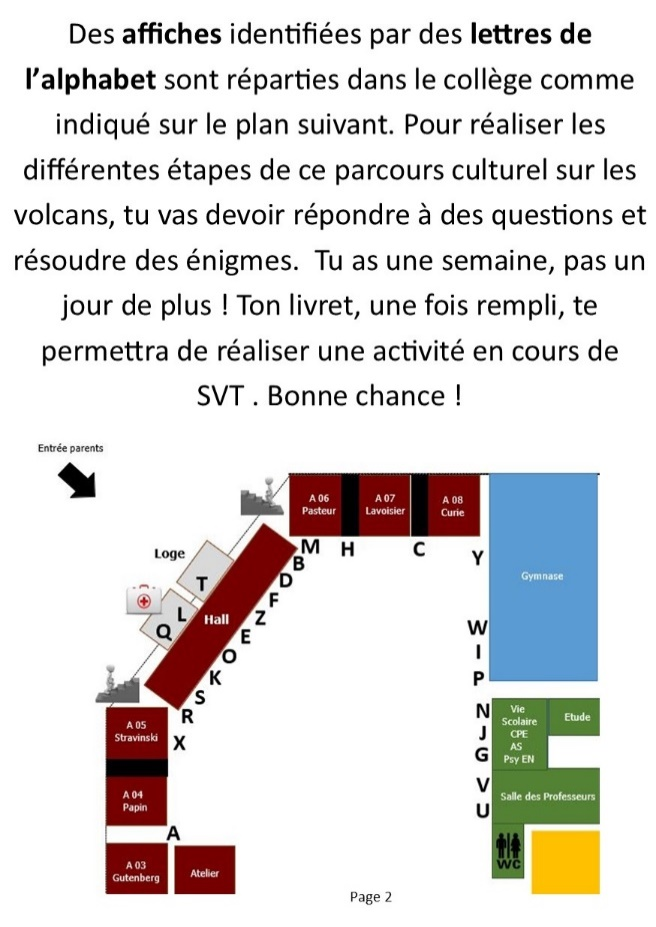 Des affiches identifiées par des lettres de
l’alphabet sont réparties dans le collège comme
indiqué sur le plan suivant. Pour réaliser les
différentes étapes de ce parcours culturel sur les
volcans, tu vas devoir répondre à des questions et
résoudre des énigmes.  Tu as une semaine, pas un
jour de plus ! Ton livret, une fois rempli, te
permettra de réaliser une activité en cours de
SVT . Bonne chance !
Entrée parents
A 06
Pasteur
A 07
Lavoisier
A 08
Curie
M
H
C
Y
Gymnase
Loge
T
B
D
F
Z
E
O
K
S
R
L
Q
Hall
W
I
P
N
J
G
V
U
Vie
Scolaire
CPE
AS
Psy EN
Etude
Salle des Professeurs
WC
A 05
Stravinski
X
A 04
Papin
A
A 03
Gutenberg
Atelier
Page 2